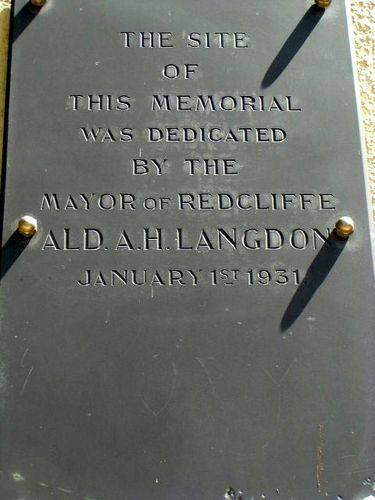 THE SITE
OF
THIS MEMORIAL
WAS DEDICATED
BY THE
MAYOR OF REDCLIFFE
ALD. A.H. LANGDON
JANUARY 1ST 1931